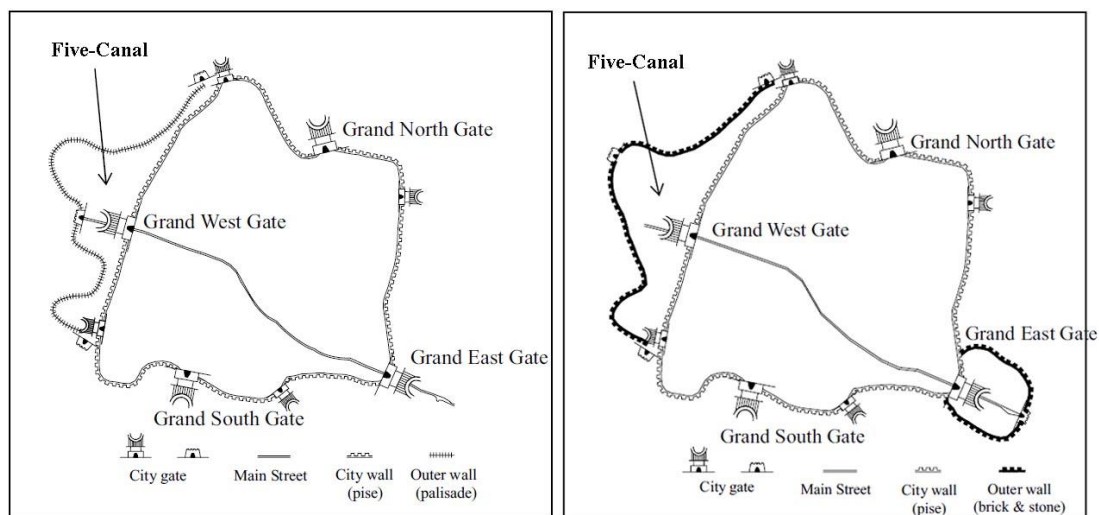 Five-Canal
Grand North Gate
Grand West Gate
Grand East Gate
Grand South Gate
City gate
Main Street
City wall
(pise)
Outer wall
(palisade)
Five-Canal
Grand North Gate
Grand West Gate
Grand East Gate
Grand South Gate
City gate
Main Street
City wall
(pise)
Outer wall
(brick & stone)